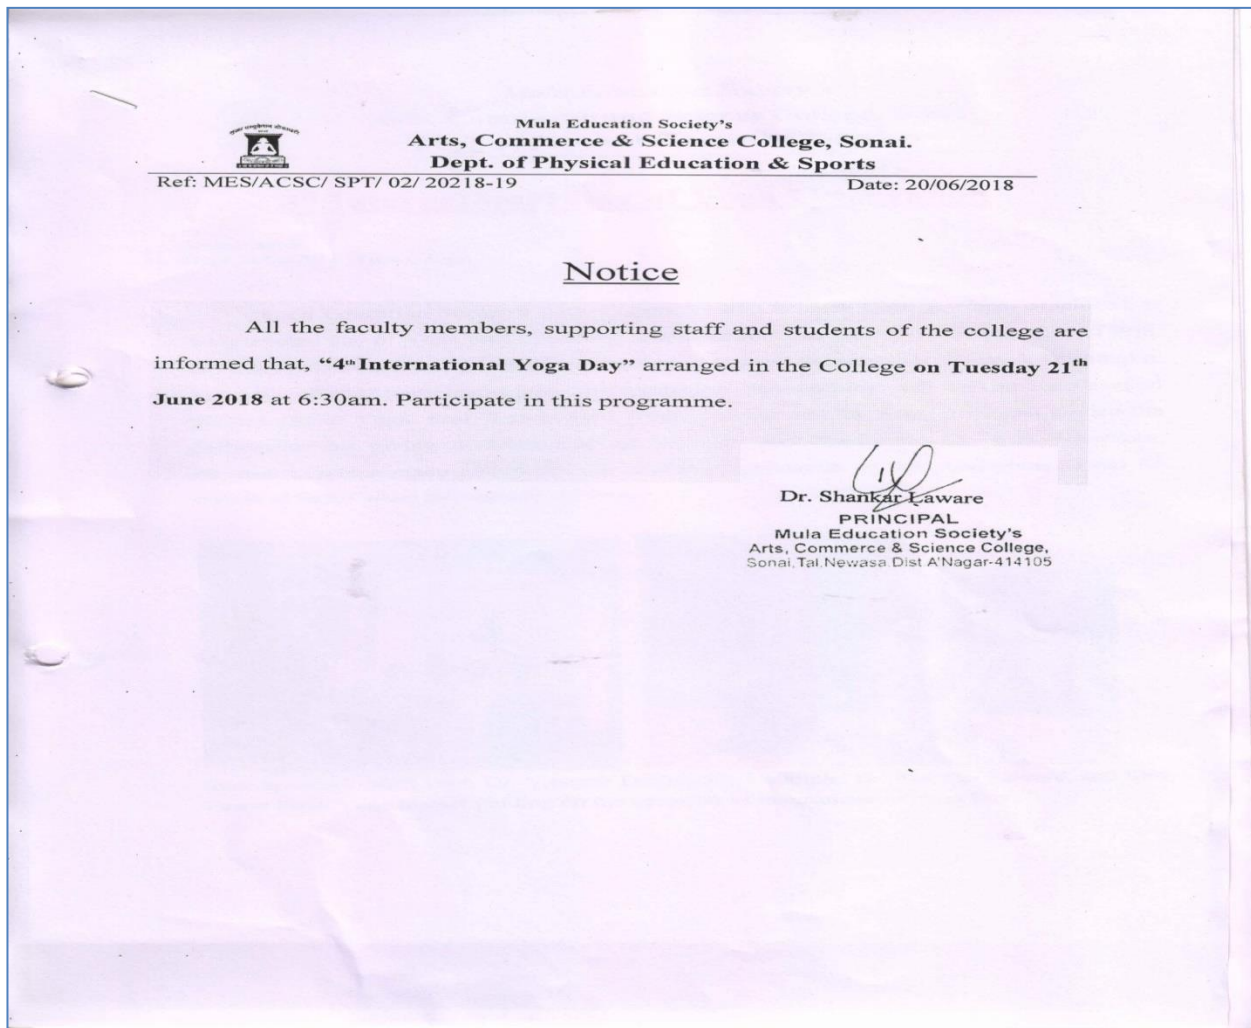 Mula Education Society's
Arts, Commerce & Science College, Sonai.
Dept. of Physical Education & Sports
Ref: MES/ACSC/ SPT/ 02/ 20218-19 Date: 20/06/2018
Notice
All the faculty members, supporting staff and students of the college are
informed that, “4th International Yoga Day” arranged in the College on Tuesday 21th
June 2018 at 6:30am. Participate in this programme.
Dr. Shankar Laware
PRINCIPAL
Mula Education Society's
Arts, Commerce & Science College,
Sonai, Tal. Newasa Dist A'Nagar-414105